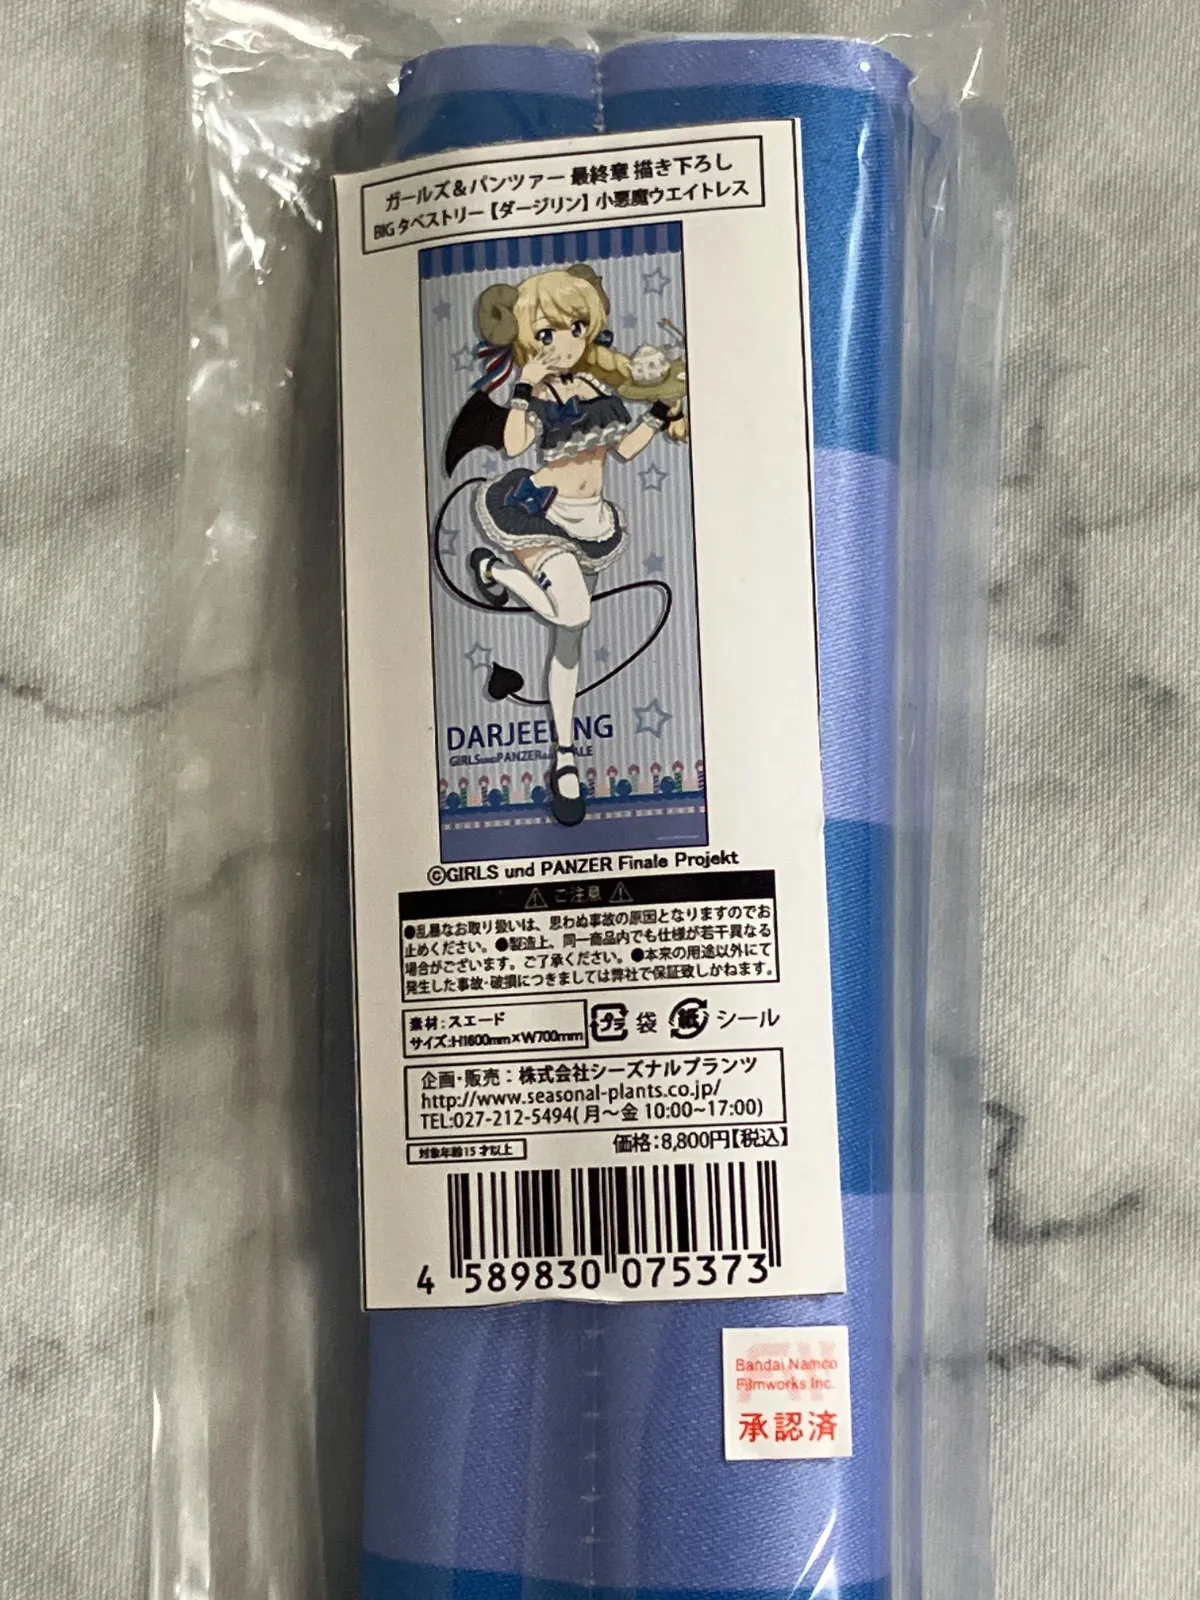 ガールズ&パンツァー 最終章 描き下ろし
BIGタペストリー【ダージリン】小悪魔ウエイトレス
DARJEELING
GIRLS und PANZER das FINALE
©GIRLS und PANZER Finale Projekt
⚠ ご注意 ⚠
●乱暴なお取り扱いは、思わぬ事故の原因となりますのでお
止めください。●製造上、同一商品内でも仕様が若干異なる
場合がございます。ご了承ください。●本来の用途以外にて
発生した事故・破損につきましては弊社で保証致しかねます。
素材:スエード
サイズ:H1600mm×W700mm
プラ 袋 紙 シール
企画・販売:株式会社シーズナルプランツ
http://www.seasonal-plants.co.jp/
TEL:027-212-5494(月～金 10:00~17:00)
対象年齢15才以上
価格:8,800円【税込】
4 589830 075373
Bandai Namco
Filmworks Inc.
承認済